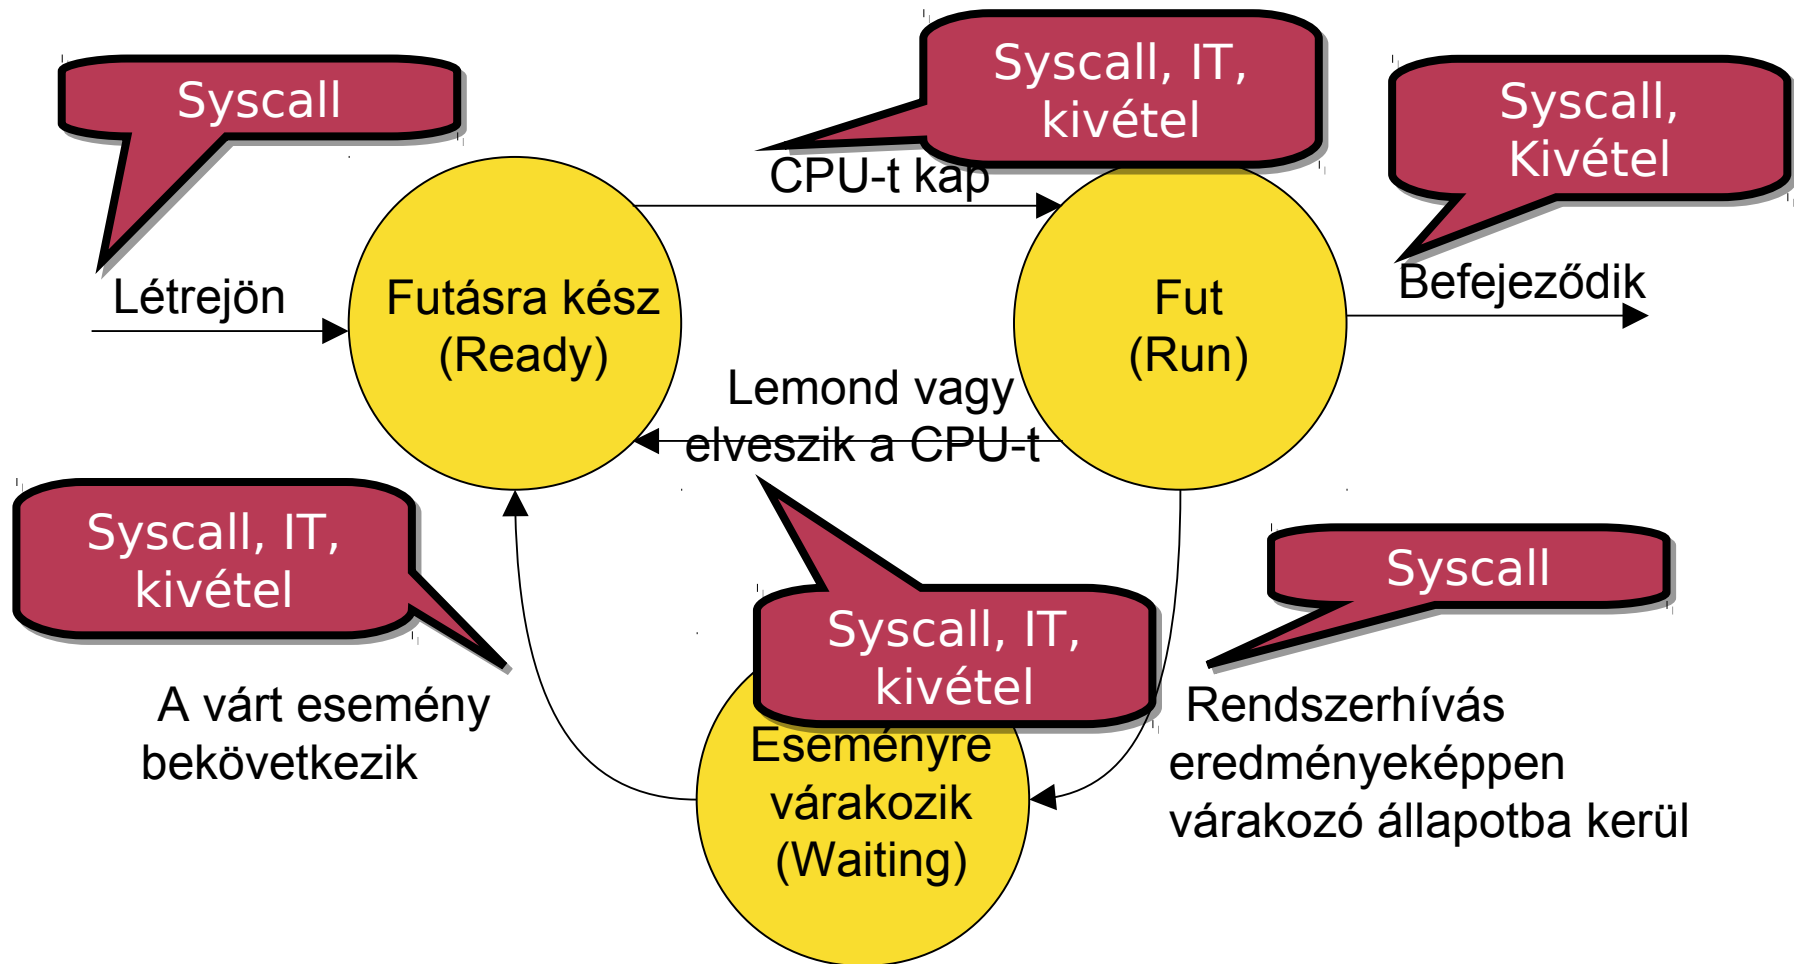 Syscall
Syscall, IT,
kivétel
Syscall,
Kivétel
CPU-t kap
Létrejön
Futásra kész
(Ready)
Fut
(Run)
Befejeződik
Lemond vagy
elveszik a CPU-t
Syscall, IT,
kivétel
Syscall, IT,
kivétel
Syscall
A várt esemény
bekövetkezik
Eseményre
várakozik
(Waiting)
Rendszerhívás
eredményeképpen
várakozó állapotba kerül